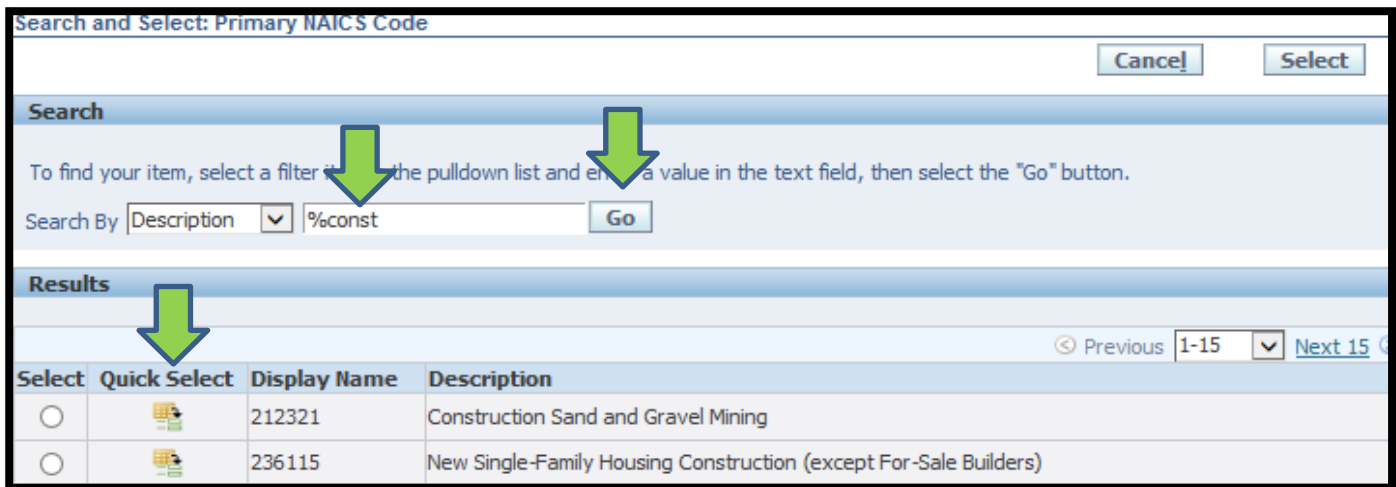 Search and Select: Primary NAICS Code
Cancel Select
Search
To find your item, select a filter the pulldown list and a value in the text field, then select the "Go" button.
Search By Description %const Go
Results
Previous 1-15 Next 15
Select Quick Select Display Name Description
212321 Construction Sand and Gravel Mining
236115 New Single-Family Housing Construction (except For-Sale Builders)